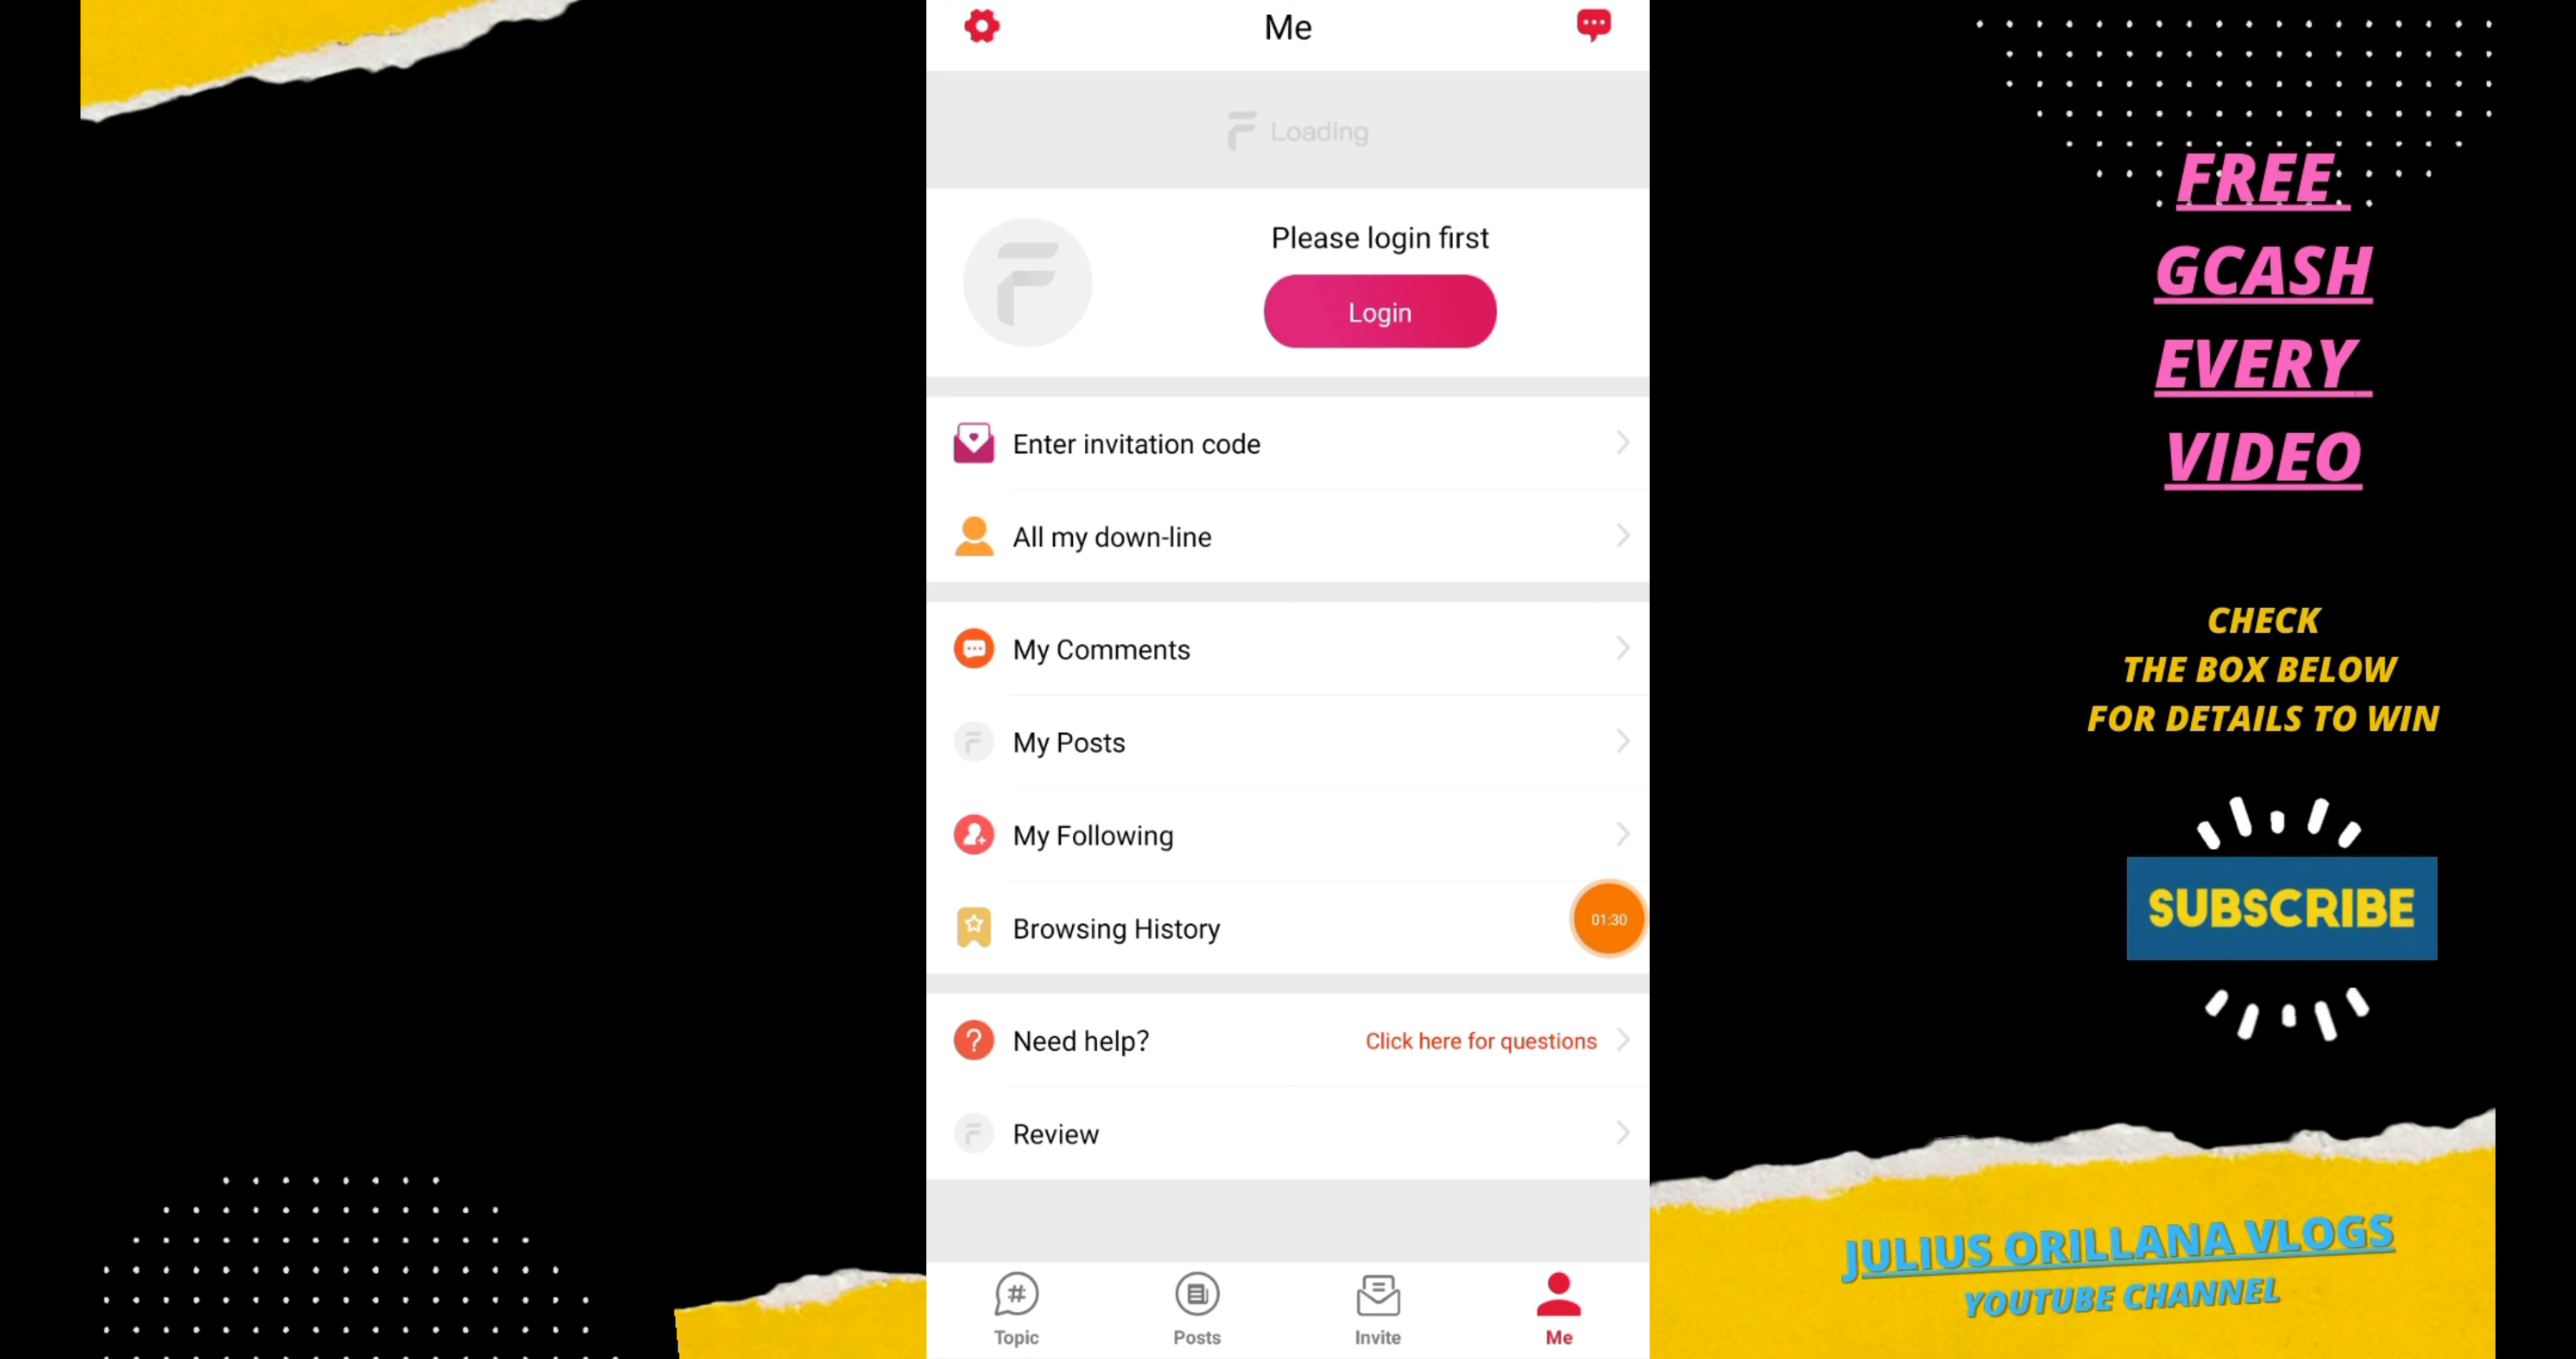 Me
Loading
Please login first
Login
Enter invitation code
All my down-line
My Comments
My Posts
My Following
Browsing History
01:30
Need help?
Click here for questions
Review
Topic
Posts
Invite
Me
FREE
GCASH
EVERY
VIDEO
CHECK
THE BOX BELOW
FOR DETAILS TO WIN
SUBSCRIBE
JULIUS ORILLANA VLOGS
YOUTUBE CHANNEL